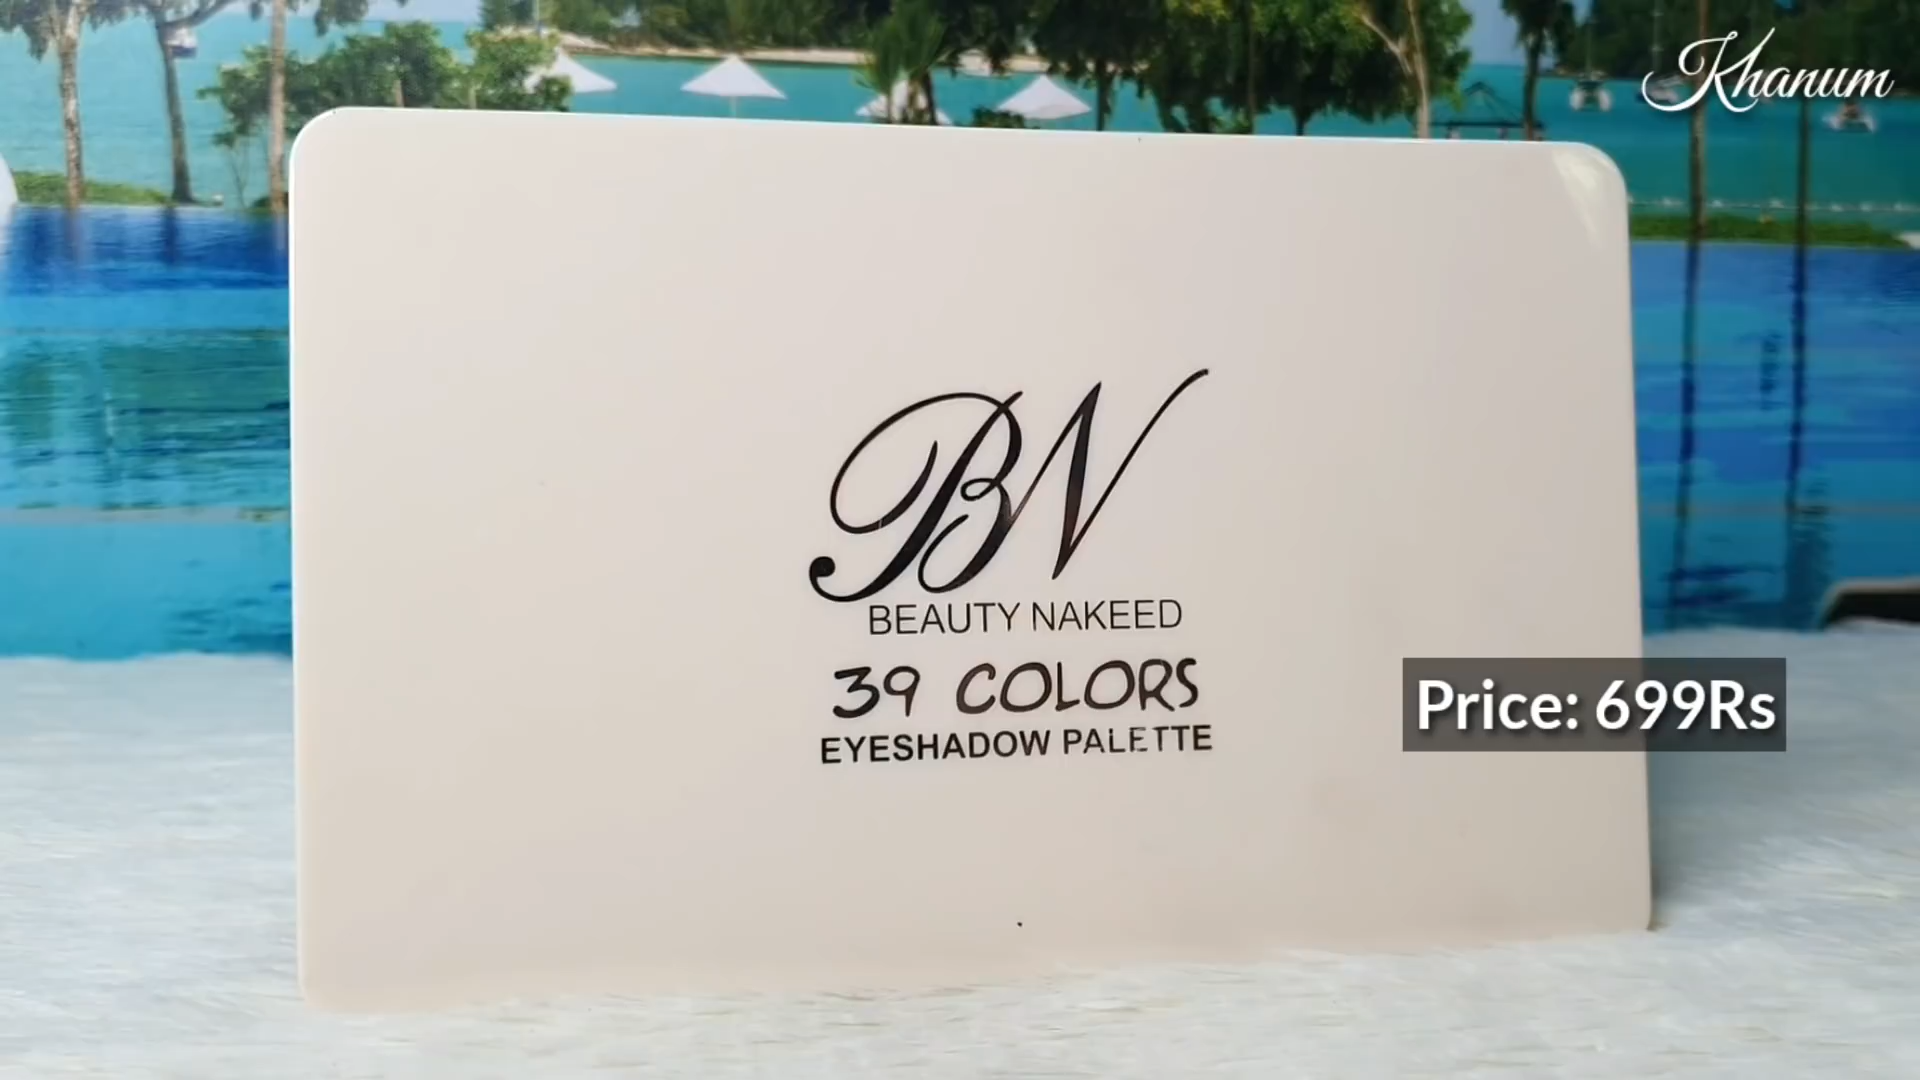 Khanum
BN
BEAUTY NAKEED
39 COLORS
EYESHADOW PALETTE
Price: 699Rs